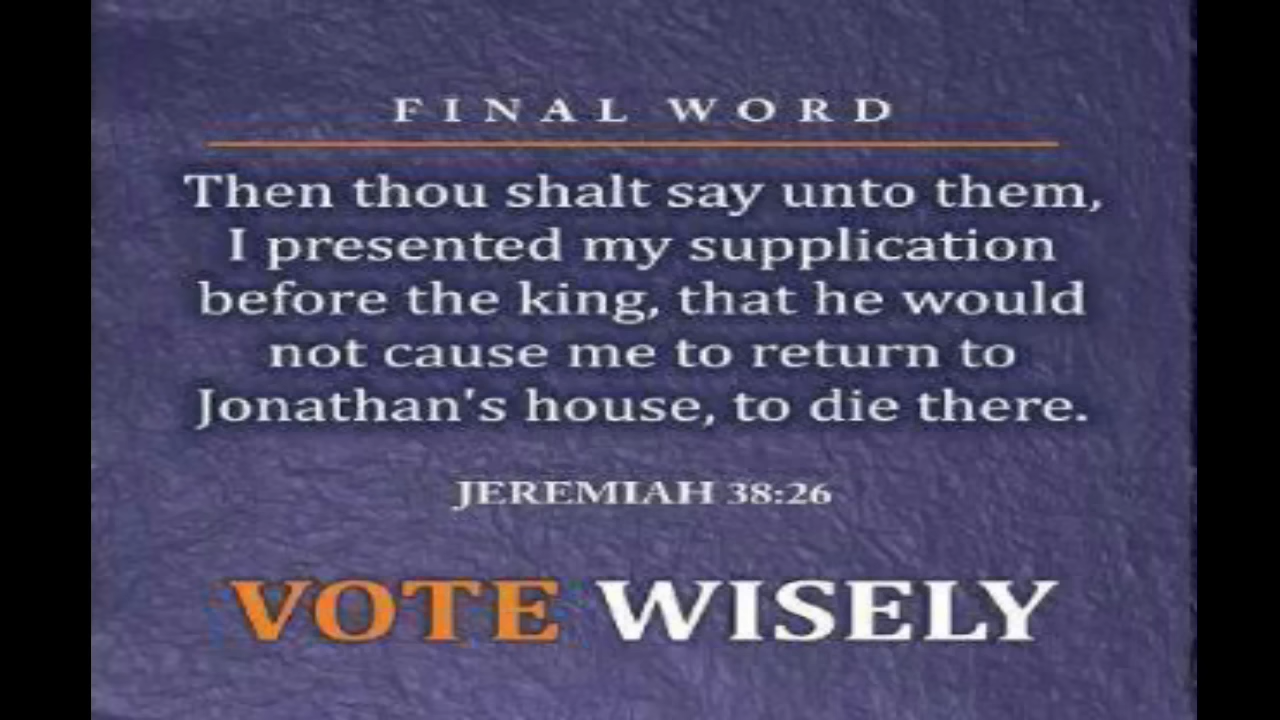 FINAL WORD
Then thou shalt say unto them,
I presented my supplication
before the king, that he would
not cause me to return to
Jonathan's house, to die there.
JEREMIAH 38:26
VOTE WISELY